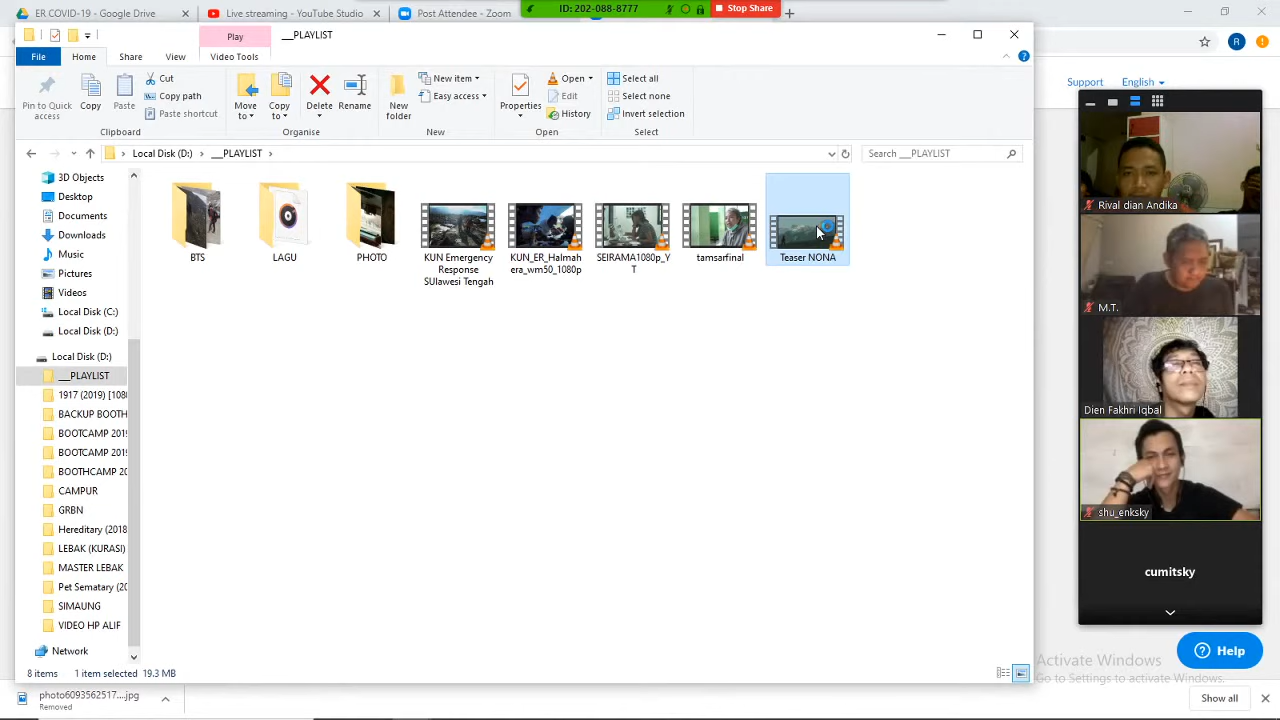 ER COVID-19 - Google Drive
Live streaming - YouTube Studio
Post Attendee - Zoom
ID: 202-088-8777
Stop Share
Play
__PLAYLIST
File
Home
Share
View
Video Tools
Pin to Quick access
Copy
Paste
Cut
Copy path
Paste shortcut
Move to
Copy to
Delete
Rename
New folder
New item
Easy access
Properties
Open
Edit
History
Select all
Select none
Invert selection
Clipboard
Organise
New
Open
Select
Local Disk (D:)
__PLAYLIST
Search __PLAYLIST
3D Objects
Desktop
Documents
Downloads
Music
Pictures
Videos
Local Disk (C:)
Local Disk (D:)
Local Disk (D:)
__PLAYLIST
1917 (2019) [108
BACKUP BOOTH
BOOTCAMP 201
BOOTCAMP 201
BOOTHCAMP 20
CAMPUR
GRBN
Hereditary (2018
LEBAK (KURASI)
MASTER LEBAK
Pet Sematary (20
SIMAUNG
VIDEO HP ALIF
Network
BTS
LAGU
PHOTO
KUN Emergency
Response
SUlawesi Tengah
KUN_ER_Halmah
era_wm50_1080p
SEIRAMA1080p_Y
T
tamsarfinal
Teaser NONA
8 items
1 item selected
19.3 MB
Support
English
R
Rival dian Andika
M.T.
Dien Fakhri Iqbal
shu_enksky
cumitsky
Help
Activate Windows
Go to Settings to activate Windows.
photo6093562517....jpg
Removed
Show all